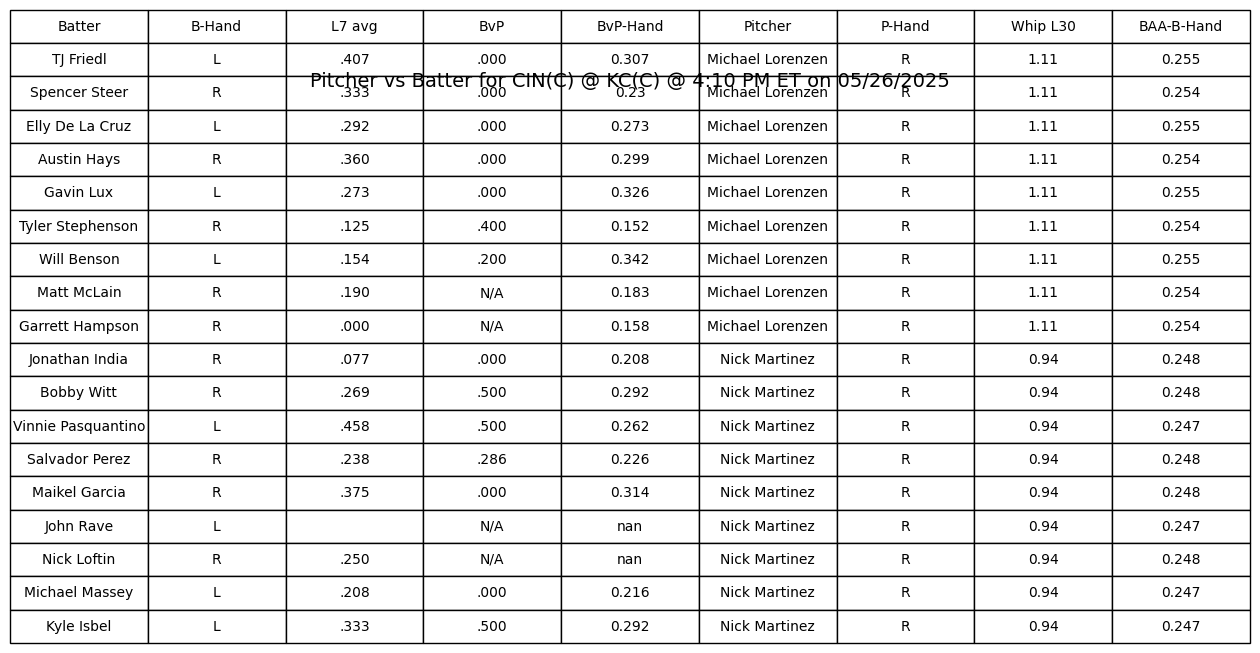 Batter B-Hand L7 avg BvP BvP-Hand Pitcher P-Hand Whip L30 BAA-B-Hand
TJ Friedl L .407 .000 0.307 Michael Lorenzen R 1.11 0.255
Pitcher vs Batter for CIN(C) @ KC(C) @ 4:10 PM ET on 05/26/2025
Spencer Steer R .333 .000 0.23 Michael Lorenzen R 1.11 0.254
Elly De La Cruz L .292 .000 0.273 Michael Lorenzen R 1.11 0.255
Austin Hays R .360 .000 0.299 Michael Lorenzen R 1.11 0.254
Gavin Lux L .273 .000 0.326 Michael Lorenzen R 1.11 0.255
Tyler Stephenson R .125 .400 0.152 Michael Lorenzen R 1.11 0.254
Will Benson L .154 .200 0.342 Michael Lorenzen R 1.11 0.255
Matt McLain R .190 N/A 0.183 Michael Lorenzen R 1.11 0.254
Garrett Hampson R .000 N/A 0.158 Michael Lorenzen R 1.11 0.254
Jonathan India R .077 .000 0.208 Nick Martinez R 0.94 0.248
Bobby Witt R .269 .500 0.292 Nick Martinez R 0.94 0.248
Vinnie Pasquantino L .458 .500 0.262 Nick Martinez R 0.94 0.247
Salvador Perez R .238 .286 0.226 Nick Martinez R 0.94 0.248
Maikel Garcia R .375 .000 0.314 Nick Martinez R 0.94 0.248
John Rave L N/A nan Nick Martinez R 0.94 0.247
Nick Loftin R .250 N/A nan Nick Martinez R 0.94 0.248
Michael Massey L .208 .000 0.216 Nick Martinez R 0.94 0.247
Kyle Isbel L .333 .500 0.292 Nick Martinez R 0.94 0.247